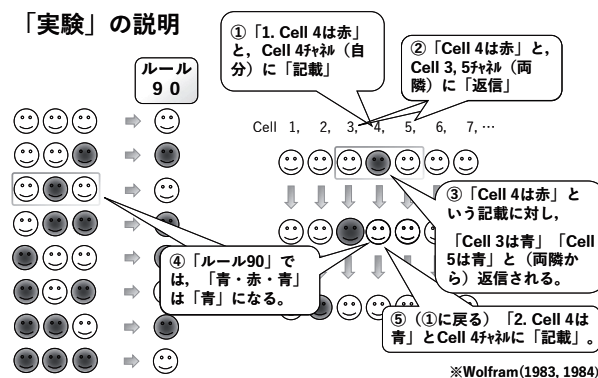 「実験」の説明
①「1. Cell 4は赤」
と，Cell 4ﾁｬﾈﾙ（自
分）に「記載」
②「Cell 4は赤」と，
Cell 3, 5ﾁｬﾈﾙ（両
隣）に「返信」
ルール
９０
Cell 1, 2, 3, 4, 5, 6, 7, …
③「Cell 4は赤」と
いう記載に対し，
「Cell 3は青」「Cell
5は青」と（両隣か
ら）返信される。
④「ルール90」で
は，「青・赤・青」
は「青」になる。
⑤（①に戻る）「2. Cell 4は
青」とCell 4ﾁｬﾈﾙに「記載」。
※Wolfram(1983, 1984)